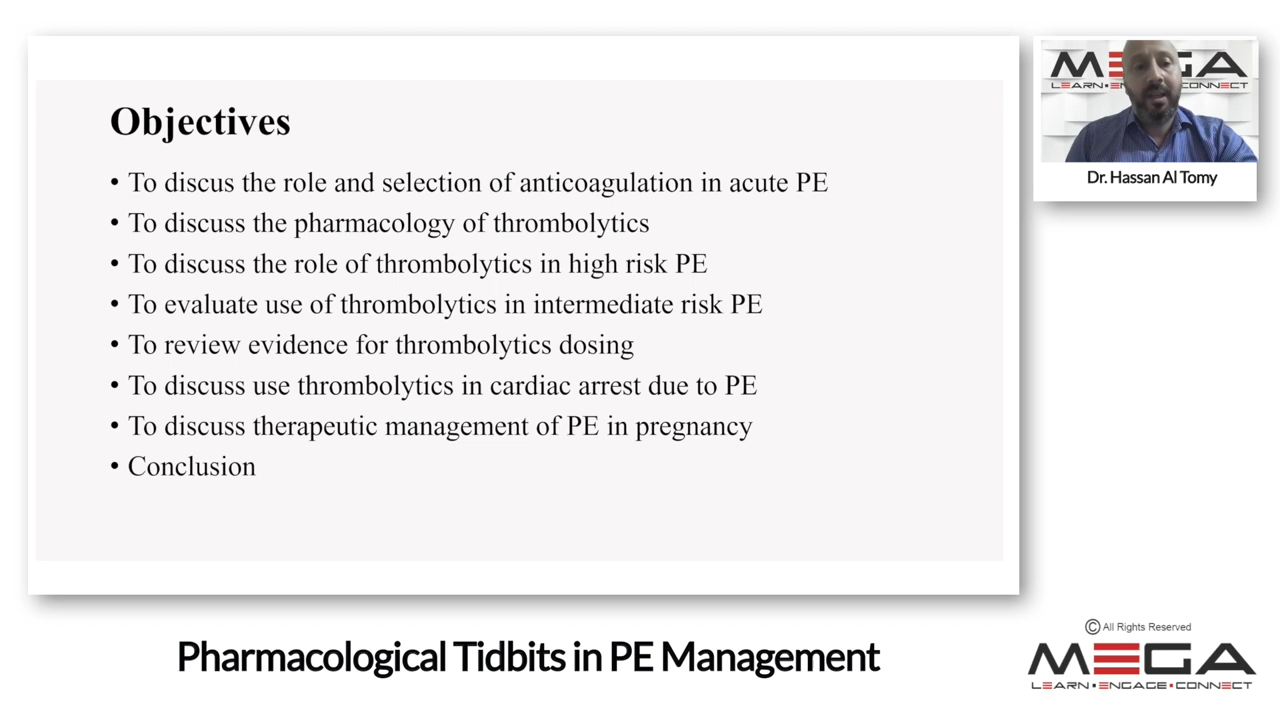 Objectives
• To discus the role and selection of anticoagulation in acute PE
• To discuss the pharmacology of thrombolytics
• To discuss the role of thrombolytics in high risk PE
• To evaluate use of thrombolytics in intermediate risk PE
• To review evidence for thrombolytics dosing
• To discuss use thrombolytics in cardiac arrest due to PE
• To discuss therapeutic management of PE in pregnancy
• Conclusion
Dr. Hassan Al Tomy
Pharmacological Tidbits in PE Management
© All Rights Reserved
MEGA
LEARN•ENGAGE•CONNECT